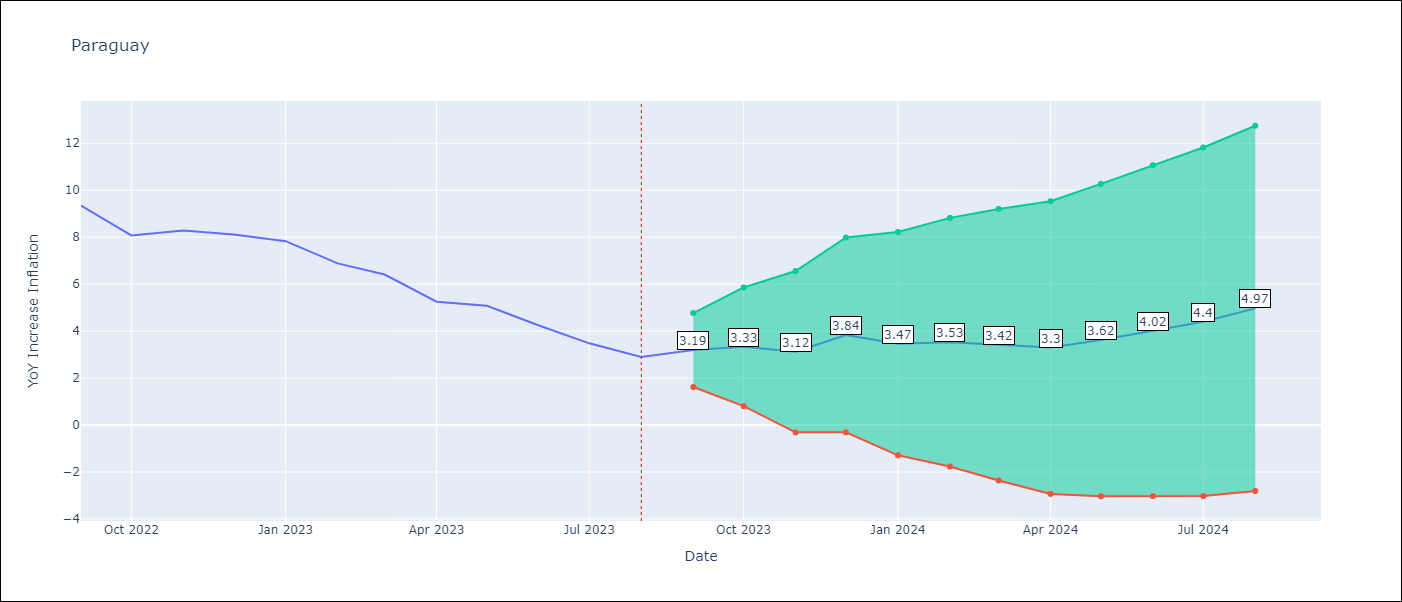 Paraguay
YoY Increase Inflation
12
10
8
6
4
2
0
−2
−4
3.19
3.33
3.12
3.84
3.47
3.53
3.42
3.3
3.62
4.02
4.4
4.97
Oct 2022
Jan 2023
Apr 2023
Jul 2023
Oct 2023
Jan 2024
Apr 2024
Jul 2024
Date